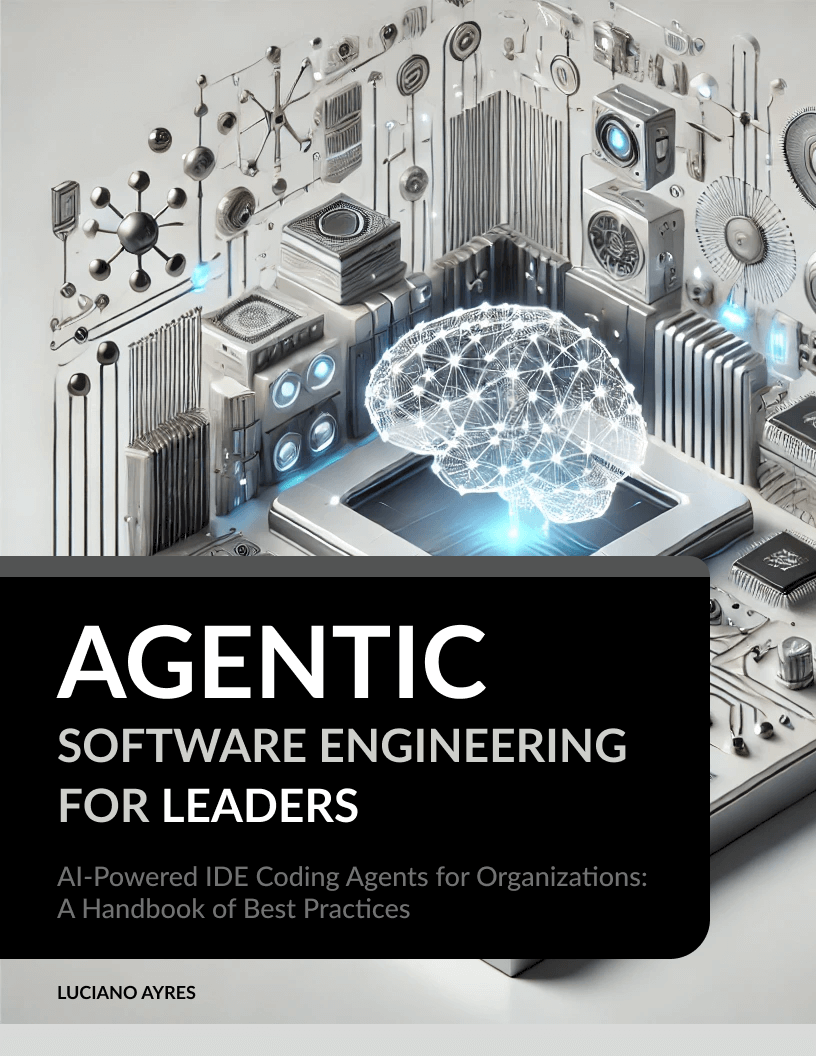 AGENTIC
SOFTWARE ENGINEERING
FOR LEADERS
AI-Powered IDE Coding Agents for Organizations:
A Handbook of Best Practices
LUCIANO AYRES